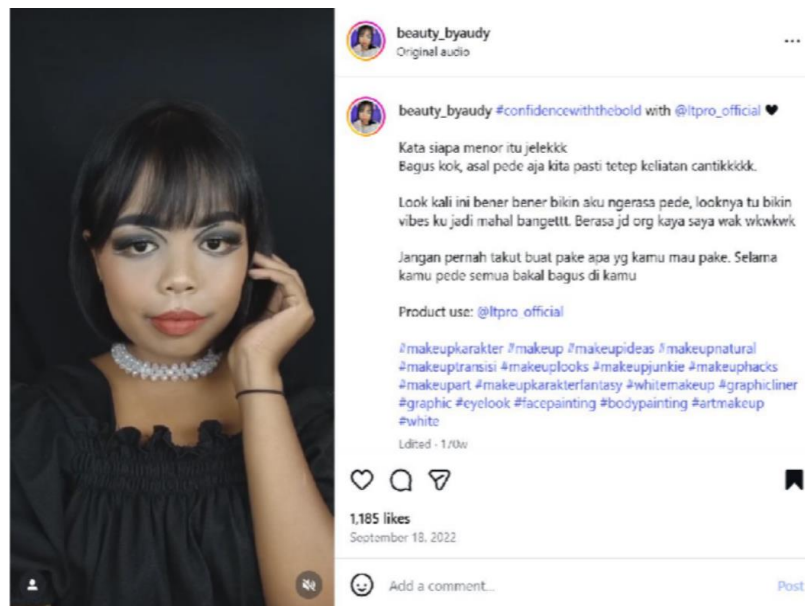 beauty_byaudy
Original audio
beauty_byaudy #confidencewiththebold with @ltpro_official 🖤
Kata siapa menor itu jelekkk
Bagus kok, asal pede aja kita pasti tetep keliatan cantikkkkk.
Look kali ini bener bener bikin aku ngerasa pede, looknya tu bikin
vibes ku jadi mahal bangettt. Berasa jd org kaya saya wak wkwkwk
Jangan pernah takut buat pake apa yg kamu mau pake. Selama
kamu pede semua bakal bagus di kamu
Product use: @ltpro_official
#makeupkarakter #makeup #makeupideas #makeupnatural
#makeuptransisi #makeuplooks #makeupjunkie #makeuphacks
#makeupart #makeupkarakterfantasy #whitemakeup #graphicliner
#graphic #eyelook #facepainting #bodypainting #artmakeup
#white
Edited · 170w
1,185 likes
September 18, 2022
Add a comment...
Post